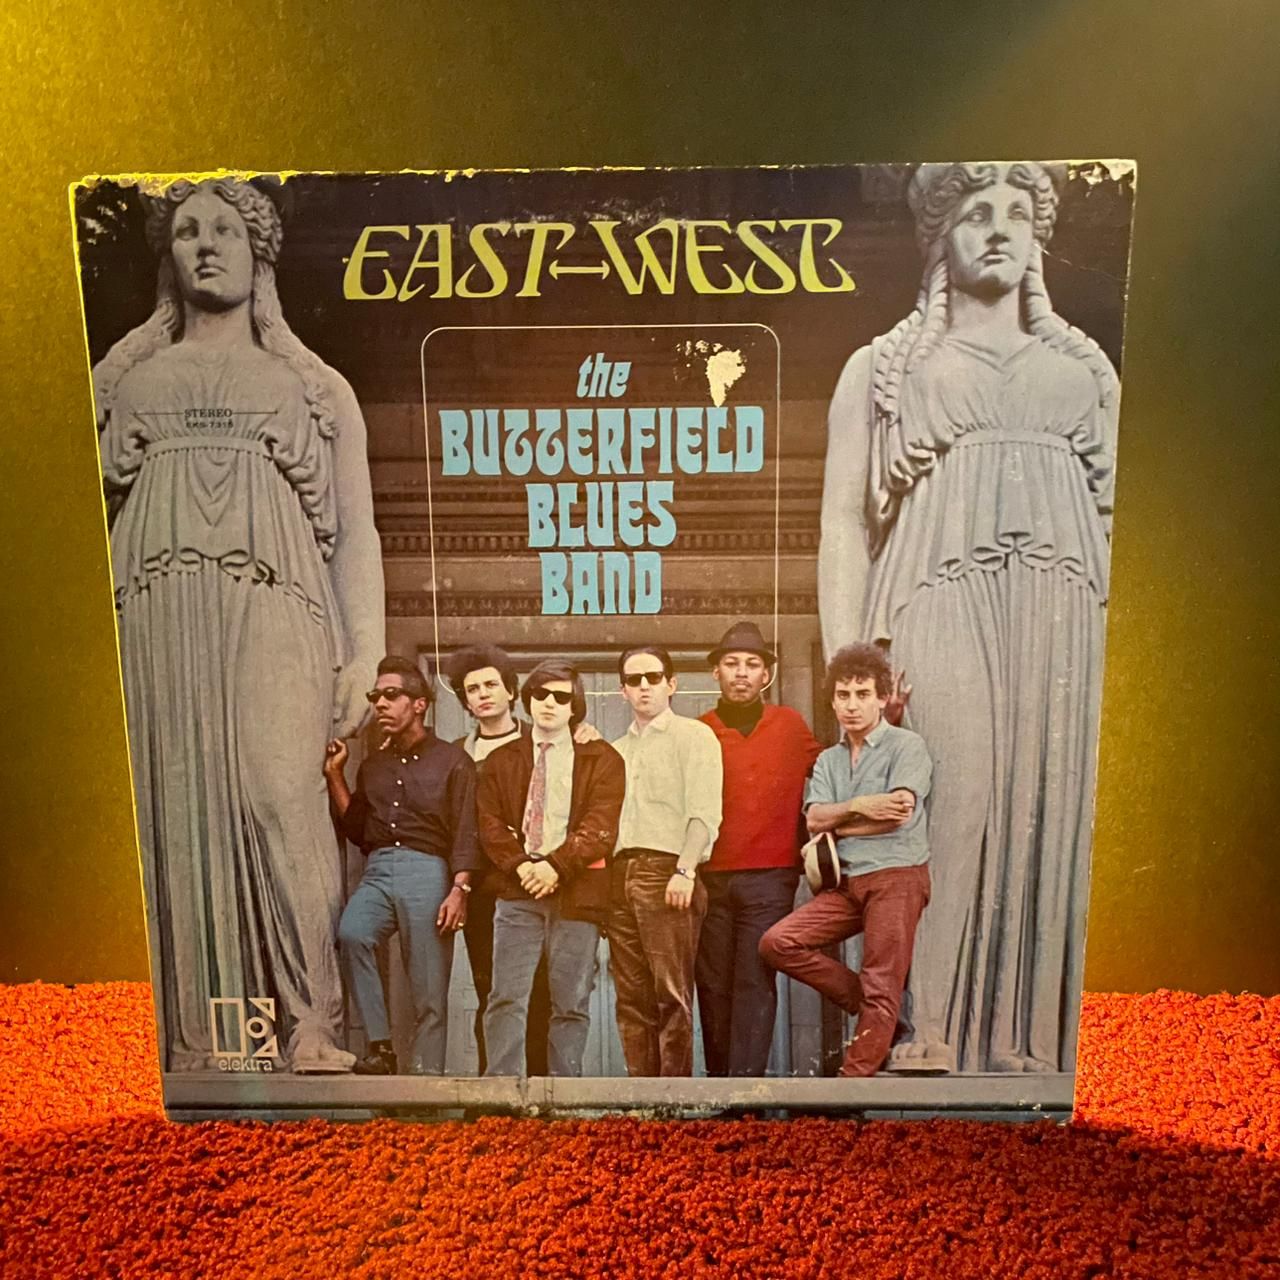 EAST↔WEST
the
BUTTERFIELD
BLUES
BAND
STEREO
EKS-7315
elektra